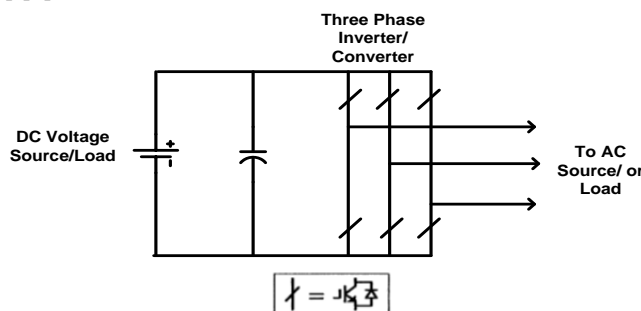 Three Phase
Inverter/
Converter
DC Voltage
Source/Load
+
To AC
Source/ or
Load
=